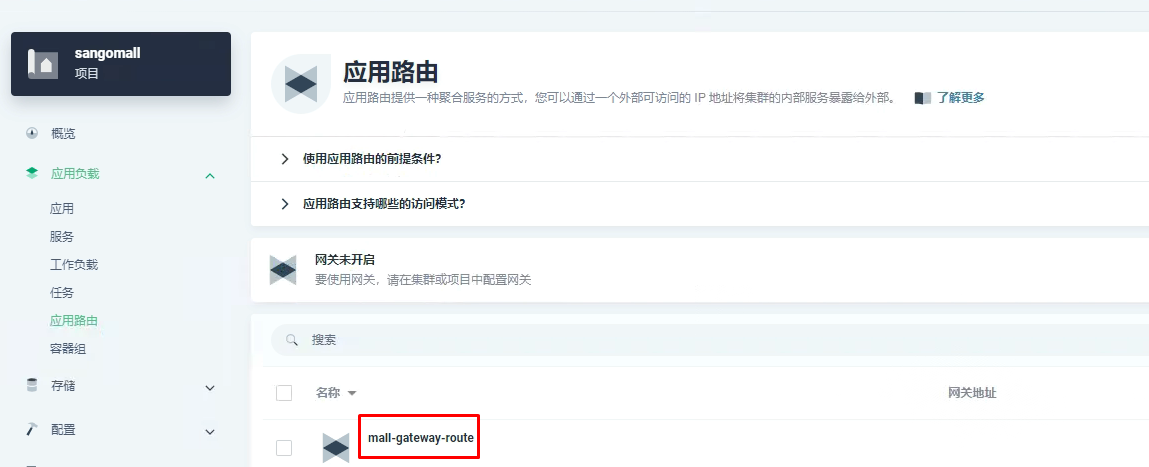 sangomall
项目
概览
应用负载
应用
服务
工作负载
任务
应用路由
容器组
存储
配置
应用路由
应用路由提供一种聚合服务的方式，您可以通过一个外部可访问的 IP 地址将集群的内部服务暴露给外部。 了解更多
使用应用路由的前提条件?
应用路由支持哪些的访问模式?
网关未开启
要使用网关，请在集群或项目中配置网关
搜索
名称 网关地址
mall-gateway-route